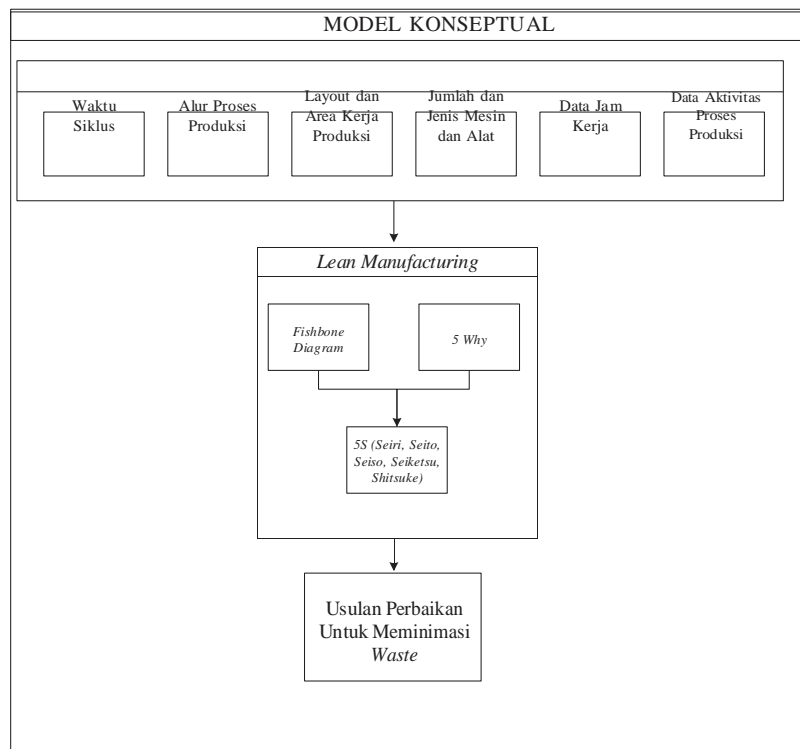 MODEL KONSEPTUAL
Waktu
Siklus
Alur Proses
Produksi
Layout dan
Area Kerja
Produksi
Jumlah dan
Jenis Mesin
dan Alat
Data Jam
Kerja
Data Aktivitas
Proses
Produksi
Lean Manufacturing
Fishbone
Diagram
5 Why
5S (Seiri, Seito,
Seiso, Seiketsu,
Shitsuke)
Usulan Perbaikan
Untuk Meminimasi
Waste